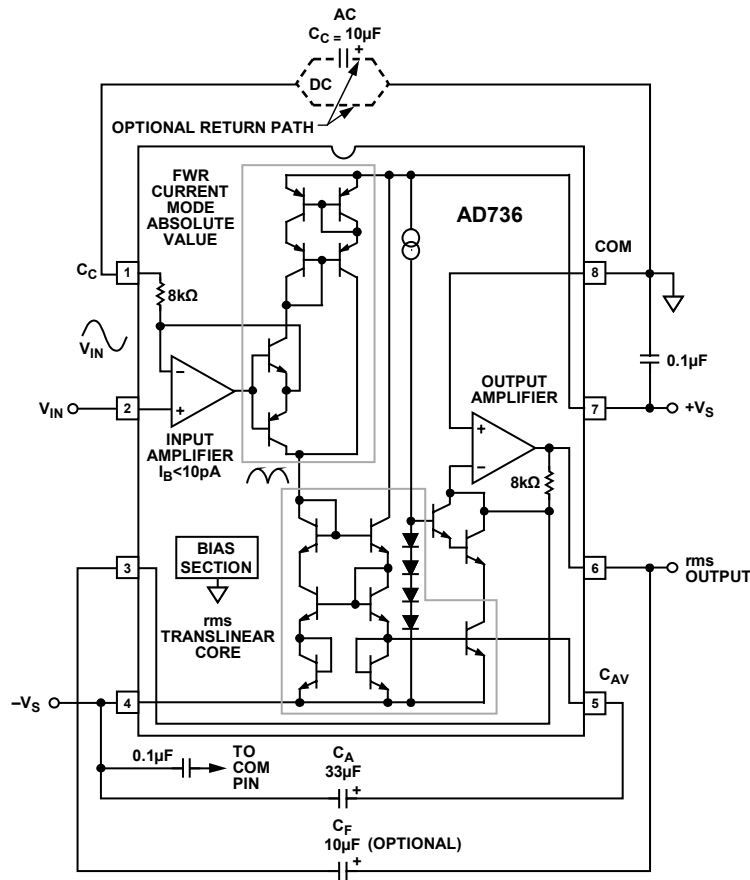 AC
C_C = 10µF
+
DC
OPTIONAL RETURN PATH
FWR
CURRENT
MODE
ABSOLUTE
VALUE
AD736
COM
C_C
1
8
8kΩ
V_IN
0.1µF
OUTPUT
AMPLIFIER
V_IN
2
7
+V_S
−
+
+
−
INPUT
AMPLIFIER
I_B<10pA
8kΩ
3
BIAS
SECTION
6
rms
OUTPUT
rms
TRANSLINEAR
CORE
C_AV
−V_S
4
5
0.1µF
TO
COM
PIN
C_A
33µF
+
C_F
10µF (OPTIONAL)
+